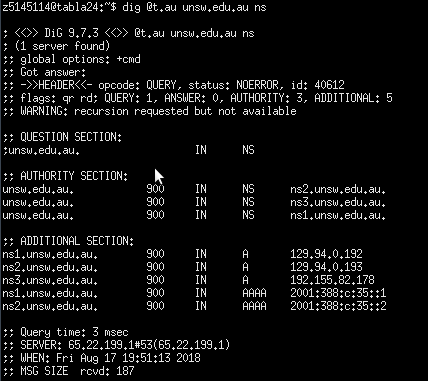 z5145114@tabla24:~$ dig @t.au unsw.edu.au ns
; <<>> DiG 9.7.3 <<>> @t.au unsw.edu.au ns
; (1 server found)
;; global options: +cmd
;; Got answer:
;; ->>HEADER<<- opcode: QUERY, status: NOERROR, id: 40612
;; flags: qr rd; QUERY: 1, ANSWER: 0, AUTHORITY: 3, ADDITIONAL: 5
;; WARNING: recursion requested but not available
;; QUESTION SECTION:
;unsw.edu.au. IN NS
;; AUTHORITY SECTION:
unsw.edu.au. 900 IN NS ns2.unsw.edu.au.
unsw.edu.au. 900 IN NS ns3.unsw.edu.au.
unsw.edu.au. 900 IN NS ns1.unsw.edu.au.
;; ADDITIONAL SECTION:
ns1.unsw.edu.au. 900 IN A 129.94.0.192
ns2.unsw.edu.au. 900 IN A 129.94.0.193
ns3.unsw.edu.au. 900 IN A 192.155.82.178
ns1.unsw.edu.au. 900 IN AAAA 2001:388:c:35::1
ns2.unsw.edu.au. 900 IN AAAA 2001:388:c:35::2
;; Query time: 3 msec
;; SERVER: 65.22.199.1#53(65.22.199.1)
;; WHEN: Fri Aug 17 19:51:13 2018
;; MSG SIZE rcvd: 187